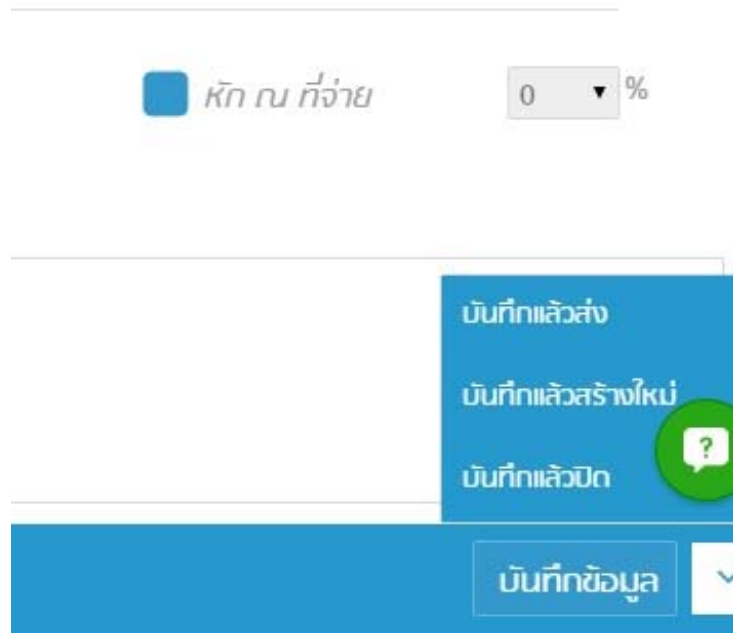 หัก ณ ที่จ่าย 0 %
บันทึกแล้วส่ง
บันทึกแล้วสร้างใหม่
?
บันทึกแล้วปิด
บันทึกข้อมูล